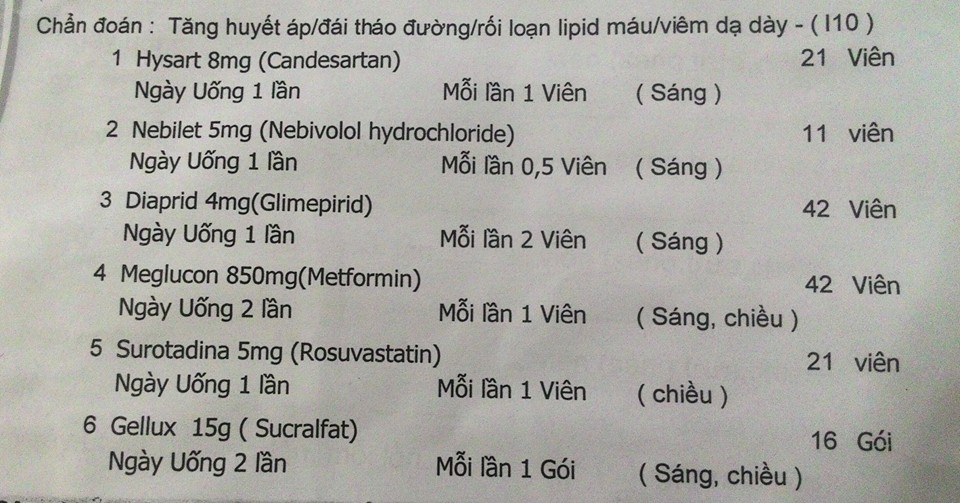 Chẩn đoán : Tăng huyết áp/đái tháo đường/rối loạn lipid máu/viêm dạ dày - ( I10 )
1 Hysart 8mg (Candesartan) 21 Viên
Ngày Uống 1 lần Mỗi lần 1 Viên ( Sáng )
2 Nebilet 5mg (Nebivolol hydrochloride) 11 viên
Ngày Uống 1 lần Mỗi lần 0,5 Viên ( Sáng )
3 Diaprid 4mg(Glimepirid) 42 Viên
Ngày Uống 1 lần Mỗi lần 2 Viên ( Sáng )
4 Meglucon 850mg(Metformin) 42 Viên
Ngày Uống 2 lần Mỗi lần 1 Viên ( Sáng, chiều )
5 Surotadina 5mg (Rosuvastatin) 21 viên
Ngày Uống 1 lần Mỗi lần 1 Viên ( chiều )
6 Gellux 15g ( Sucralfat) 16 Gói
Ngày Uống 2 lần Mỗi lần 1 Gói ( Sáng, chiều )